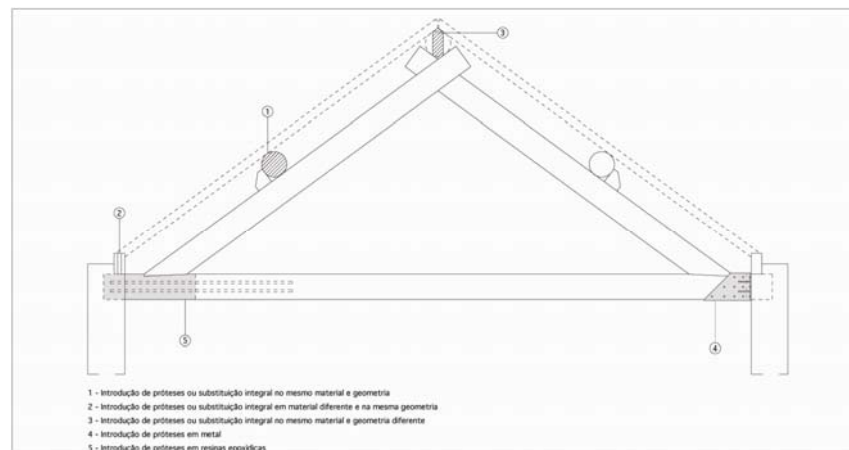 3
1
2
5
4
1 - Introdução de próteses ou substituição integral no mesmo material e geometria
2 - Introdução de próteses ou substituição integral em material diferente e na mesma geometria
3 - Introdução de próteses ou substituição integral no mesmo material e geometria diferente
4 - Introdução de próteses em metal
5 - Introdução de próteses em resinas epoxídicas